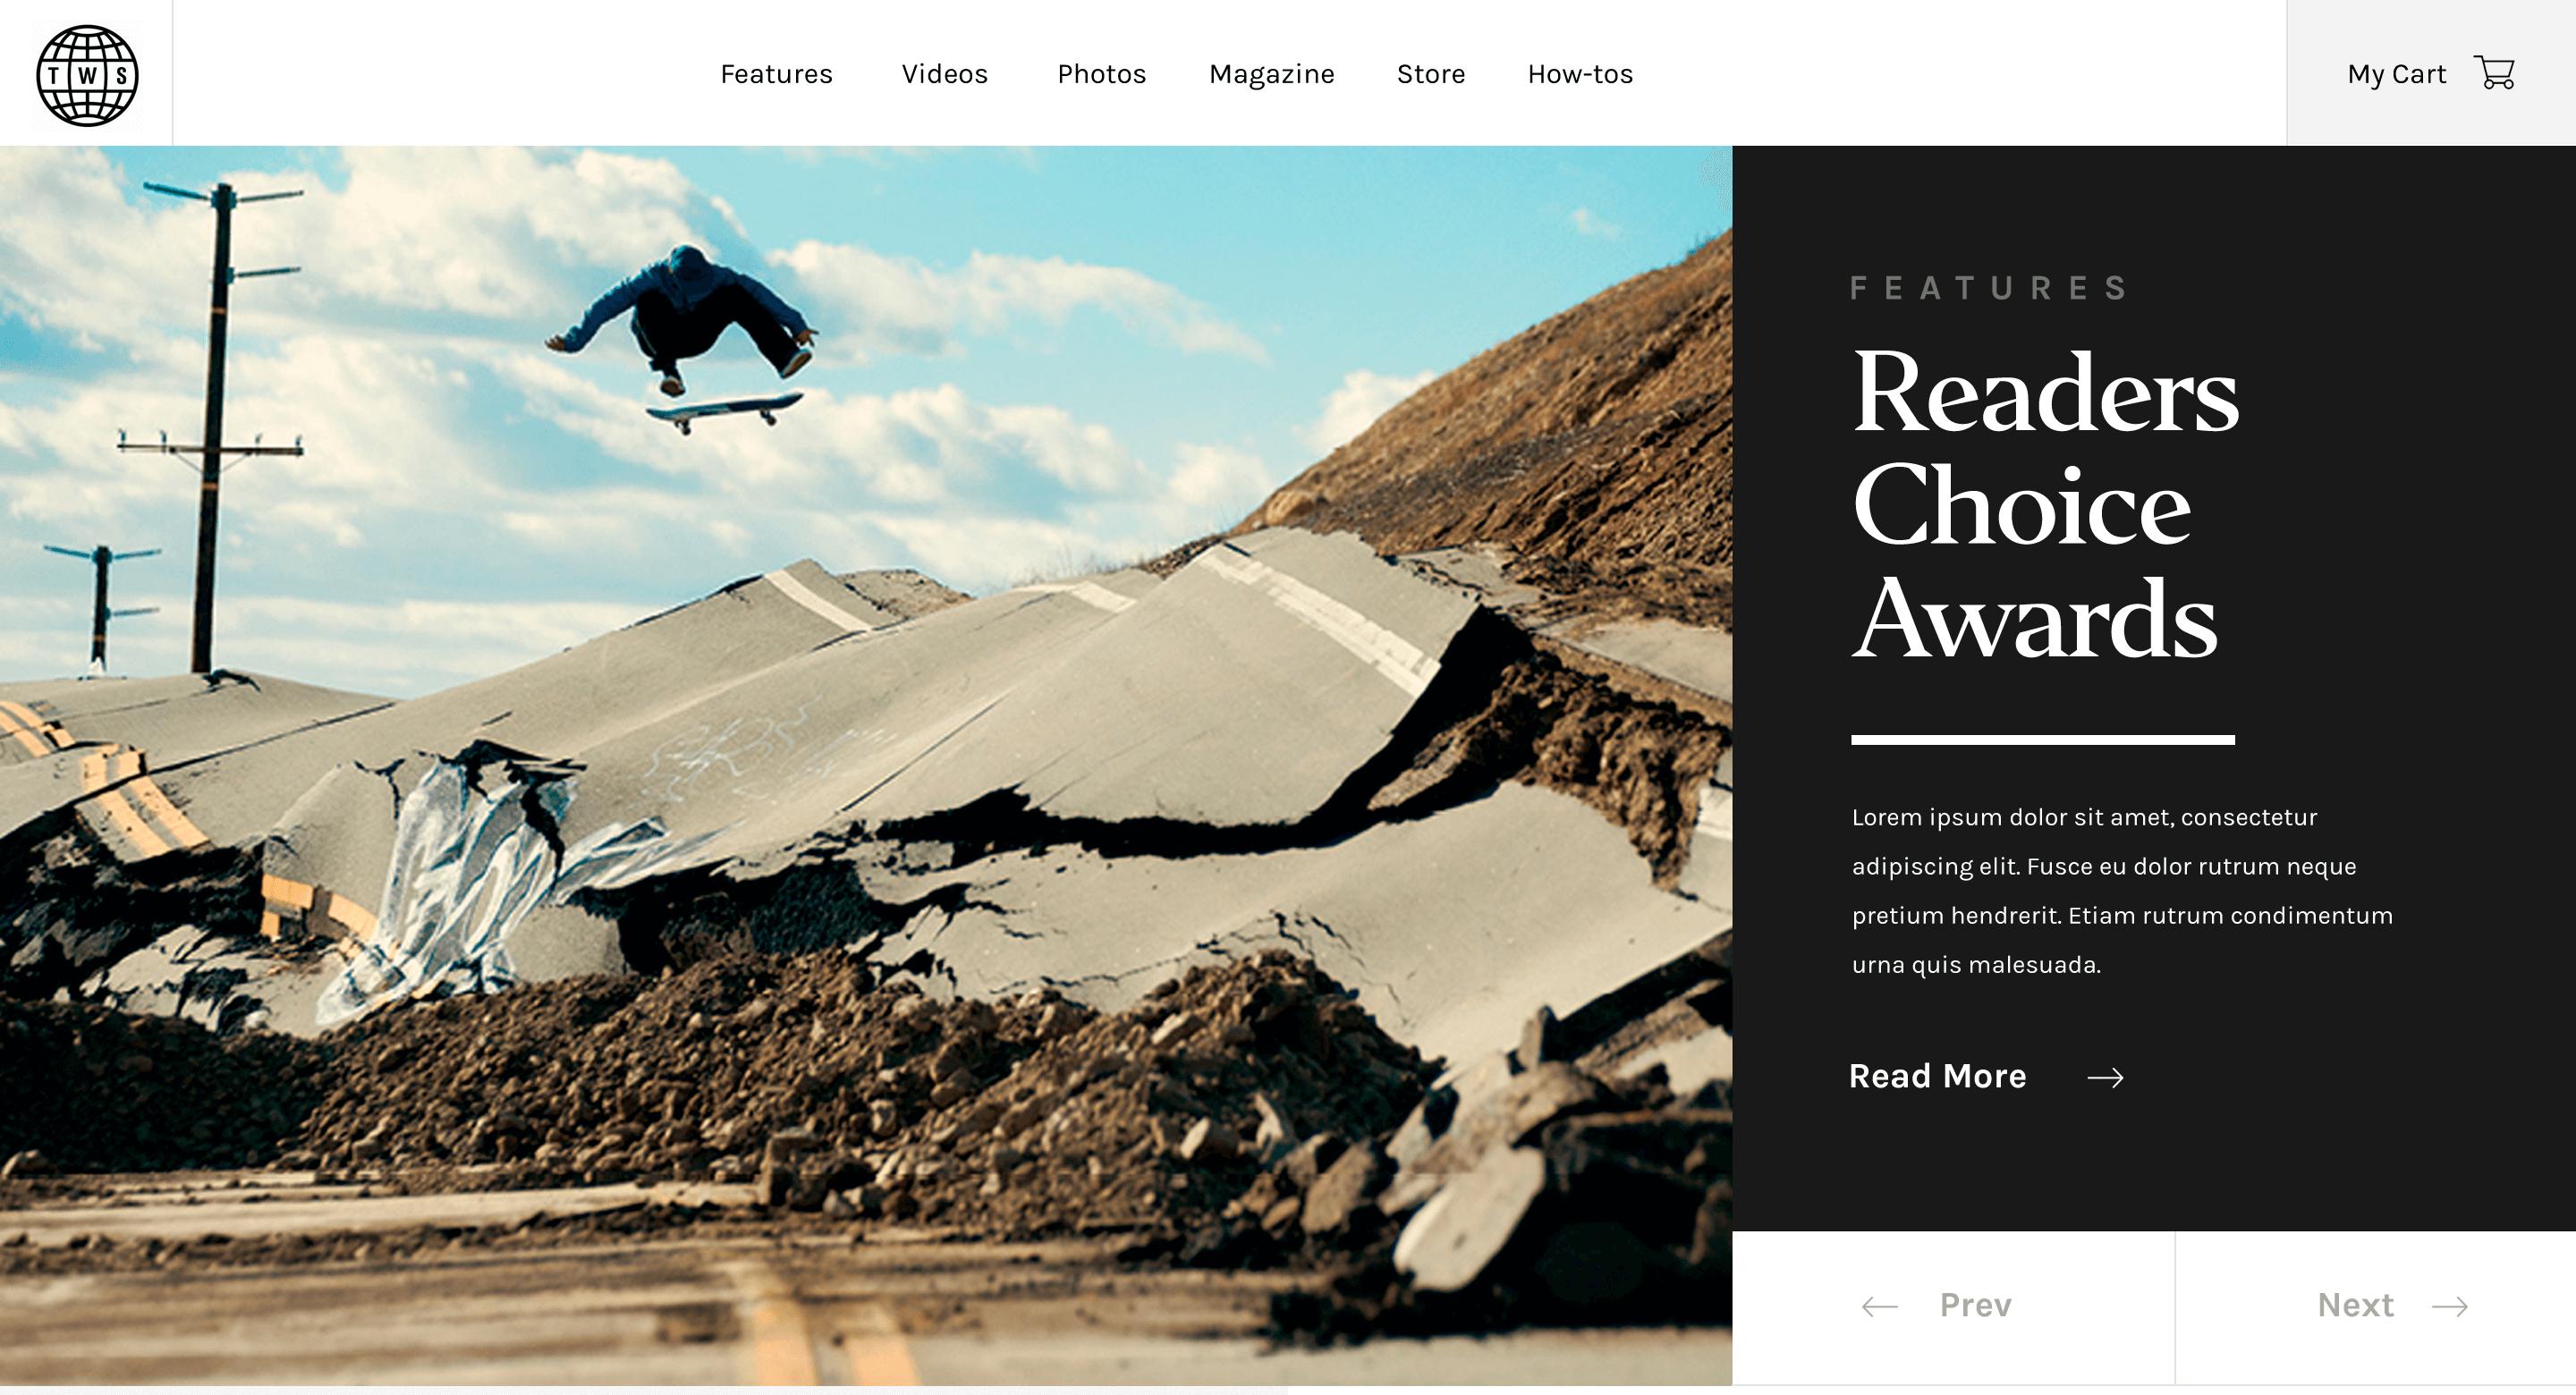 T W S
Features Videos Photos Magazine Store How-tos
My Cart
FEATURES
Readers
Choice
Awards
Lorem ipsum dolor sit amet, consectetur
adipiscing elit. Fusce eu dolor rutrum neque
pretium hendrerit. Etiam rutrum condimentum
urna quis malesuada.
Read More
Prev
Next